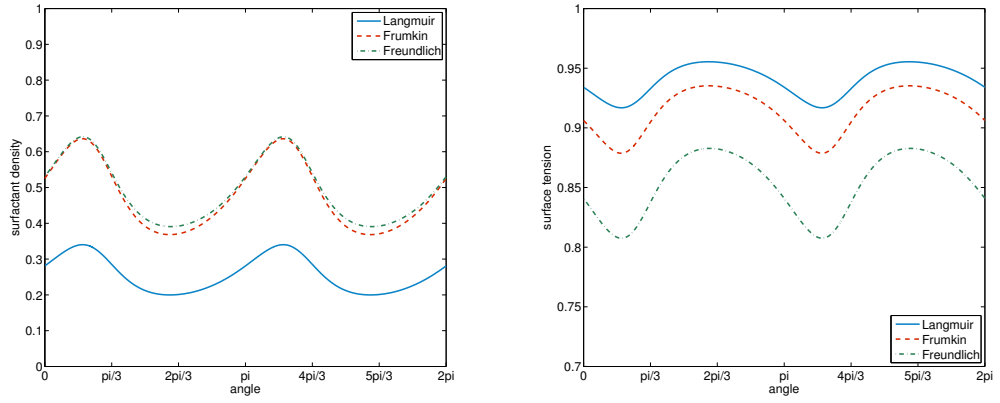 1
0.9
0.8
0.7
0.6
0.5
0.4
0.3
0.2
0.1
0
surfactant density
0 pi/3 2pi/3 pi 4pi/3 5pi/3 2pi
angle
Langmuir
Frumkin
Freundlich
1
0.95
0.9
0.85
0.8
0.75
0.7
surface tension
0 pi/3 2pi/3 pi 4pi/3 5pi/3 2pi
angle
Langmuir
Frumkin
Freundlich